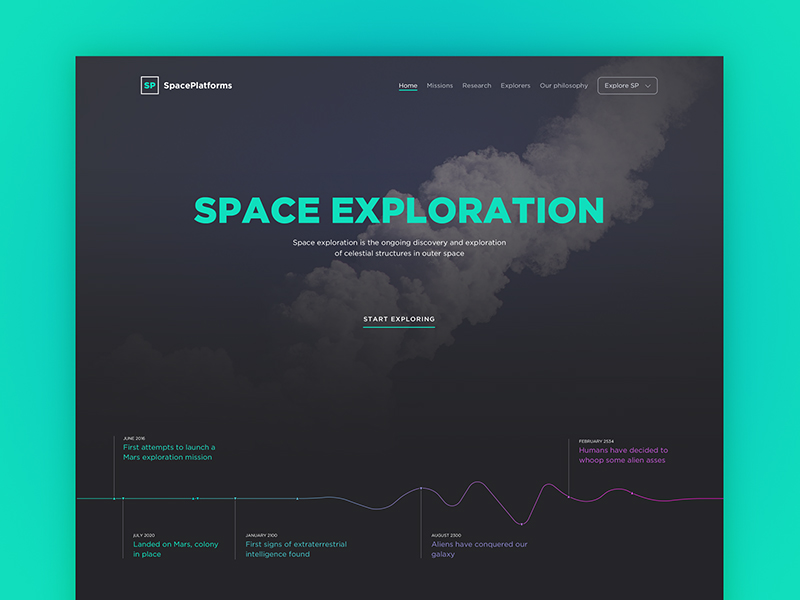 SP SpacePlatforms
Home Missions Research Explorers Our philosophy Explore SP
SPACE EXPLORATION
Space exploration is the ongoing discovery and exploration
of celestial structures in outer space
START EXPLORING
JUNE 2016
First attempts to launch a
Mars exploration mission
FEBRUARY 2534
Humans have decided to
whoop some alien asses
JULY 2020
Landed on Mars, colony
in place
JANUARY 2100
First signs of extraterrestrial
intelligence found
AUGUST 2300
Aliens have conquered our
galaxy